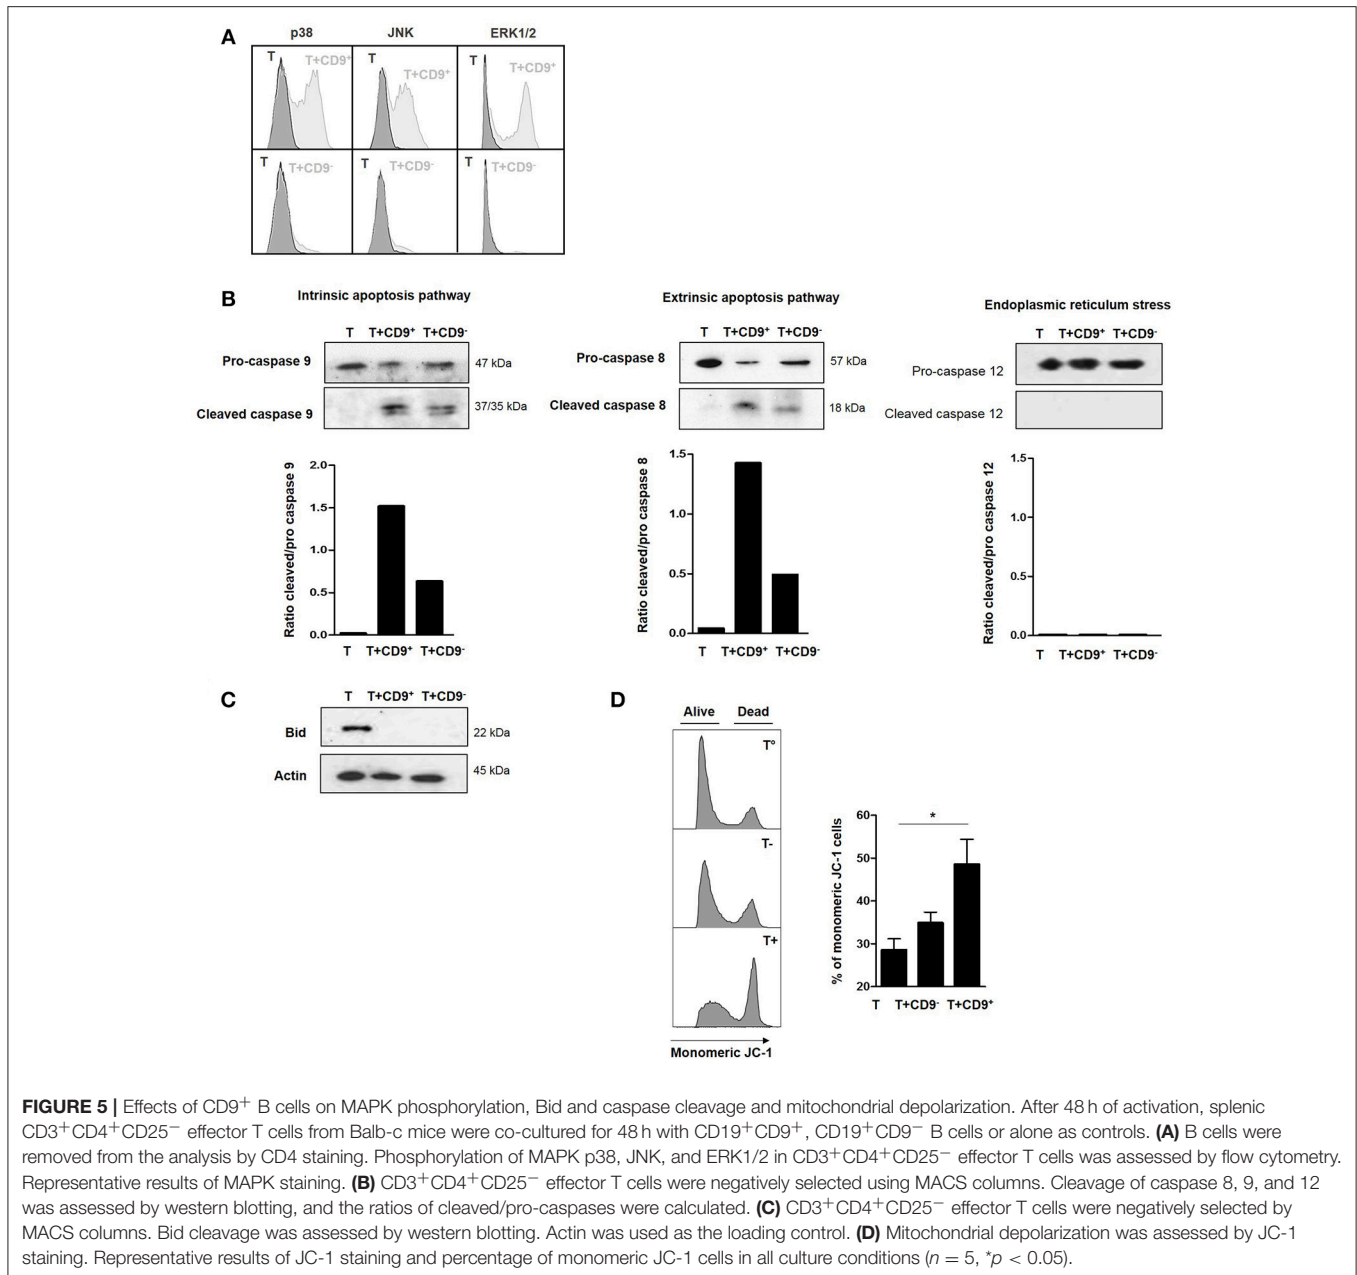 A
p38 JNK ERK1/2
T T+CD9⁺ T T+CD9⁺ T T+CD9⁺
T T+CD9⁻ T T+CD9⁻ T T+CD9⁻
B
Intrinsic apoptosis pathway
T T+CD9⁺ T+CD9⁻
Pro-caspase 9 47 kDa
Cleaved caspase 9 37/35 kDa
Ratio cleaved/pro caspase 9
2.0
1.5
1.0
0.5
0.0
T T+CD9⁺ T+CD9⁻
Extrinsic apoptosis pathway
T T+CD9⁺ T+CD9⁻
Pro-caspase 8 57 kDa
Cleaved caspase 8 18 kDa
Ratio cleaved/pro caspase 8
1.5
1.0
0.5
0.0
T T+CD9⁺ T+CD9⁻
Endoplasmic reticulum stress
T T+CD9⁺ T+CD9⁻
Pro-caspase 12
Cleaved caspase 12
Ratio cleaved/pro caspase 12
1.5
1.0
0.5
0.0
T T+CD9⁺ T+CD9⁻
C
T T+CD9⁺ T+CD9⁻
Bid 22 kDa
Actin 45 kDa
D
Alive Dead
T°
T-
T+
Monomeric JC-1
% of monomeric JC-1 cells
60
50
40
30
20
*
T T+CD9⁻ T+CD9⁺
FIGURE 5 | Effects of CD9⁺ B cells on MAPK phosphorylation, Bid and caspase cleavage and mitochondrial depolarization. After 48 h of activation, splenic
CD3⁺CD4⁺CD25⁻ effector T cells from Balb-c mice were co-cultured for 48 h with CD19⁺CD9⁺, CD19⁺CD9⁻ B cells or alone as controls. (A) B cells were
removed from the analysis by CD4 staining. Phosphorylation of MAPK p38, JNK, and ERK1/2 in CD3⁺CD4⁺CD25⁻ effector T cells was assessed by flow cytometry.
Representative results of MAPK staining. (B) CD3⁺CD4⁺CD25⁻ effector T cells were negatively selected using MACS columns. Cleavage of caspase 8, 9, and 12
was assessed by western blotting, and the ratios of cleaved/pro-caspases were calculated. (C) CD3⁺CD4⁺CD25⁻ effector T cells were negatively selected by
MACS columns. Bid cleavage was assessed by western blotting. Actin was used as the loading control. (D) Mitochondrial depolarization was assessed by JC-1
staining. Representative results of JC-1 staining and percentage of monomeric JC-1 cells in all culture conditions (n = 5, *p < 0.05).